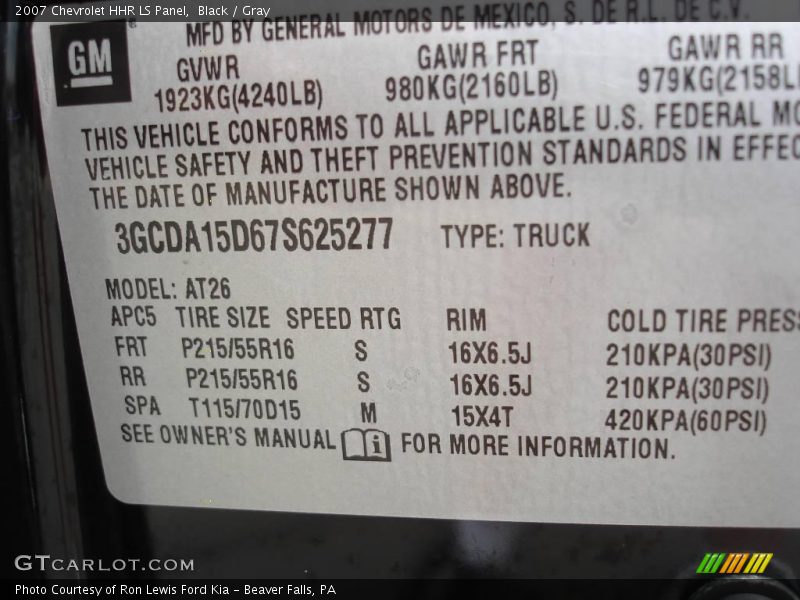 2007 Chevrolet HHR LS Panel, Black / Gray
MFD BY GENERAL MOTORS DE MEXICO, S. DE R.L. DE C.V.
GM
GVWR GAWR FRT GAWR RR
1923KG(4240LB) 980KG(2160LB) 979KG(2158L
THIS VEHICLE CONFORMS TO ALL APPLICABLE U.S. FEDERAL MO
VEHICLE SAFETY AND THEFT PREVENTION STANDARDS IN EFFEC
THE DATE OF MANUFACTURE SHOWN ABOVE.
3GCDA15D67S625277 TYPE: TRUCK
MODEL: AT26
APC5 TIRE SIZE SPEED RTG RIM COLD TIRE PRESS
FRT P215/55R16 S 16X6.5J 210KPA(30PSI)
RR P215/55R16 S 16X6.5J 210KPA(30PSI)
SPA T115/70D15 M 15X4T 420KPA(60PSI)
SEE OWNER'S MANUAL i FOR MORE INFORMATION.
GTCARLOT.COM
Photo Courtesy of Ron Lewis Ford Kia - Beaver Falls, PA